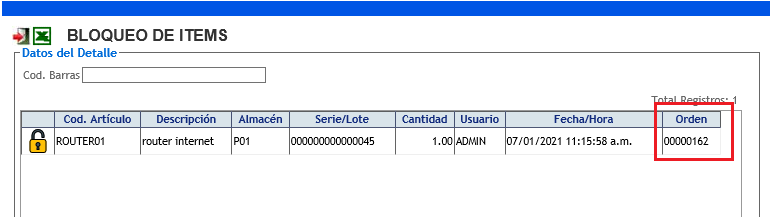 BLOQUEO DE ITEMS
Datos del Detalle
Cod. Barras
Total Registros: 1
Cod. Artículo Descripción Almacén Serie/Lote Cantidad Usuario Fecha/Hora Orden
ROUTER01 router internet P01 000000000000045 1.00 ADMIN 07/01/2021 11:15:58 a.m. 00000162